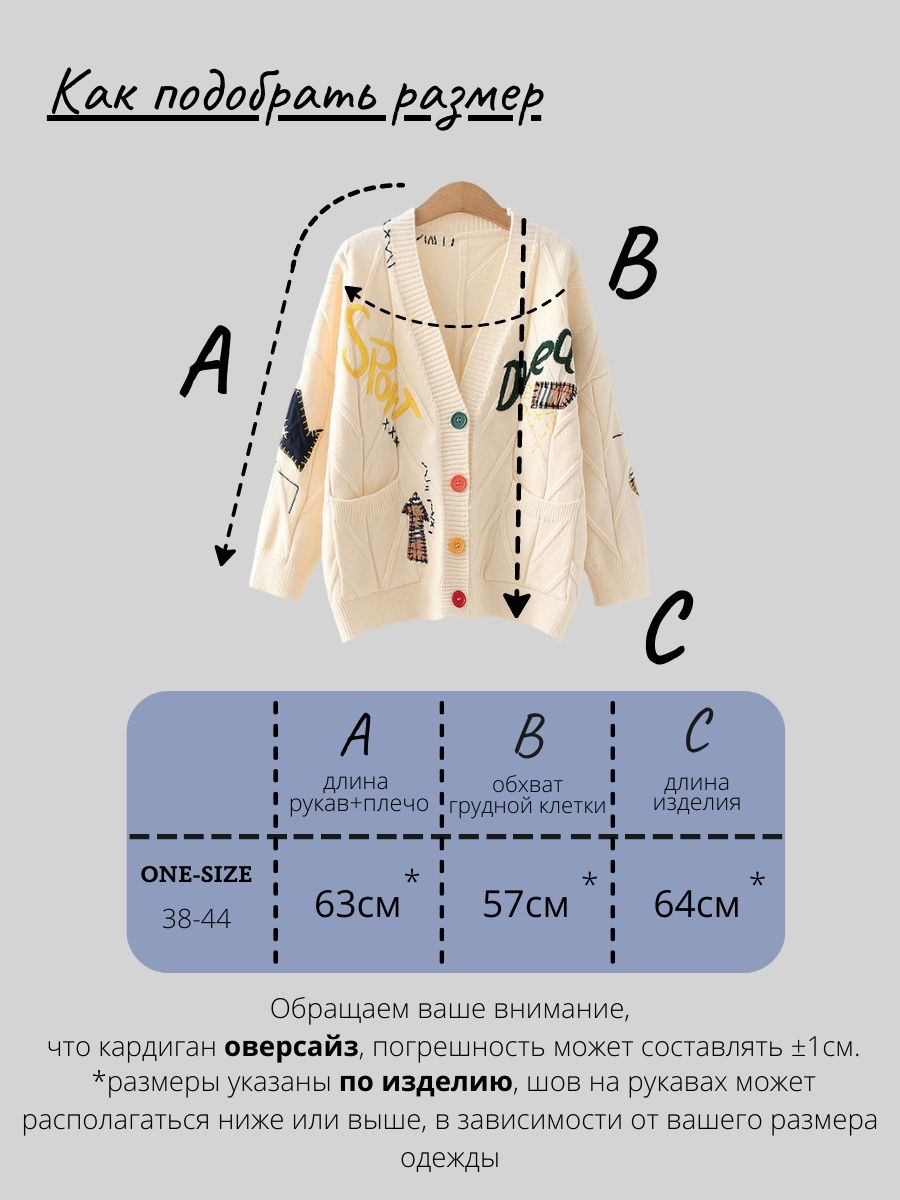 Как подобрать размер
A
B
SPORT
C
A
B
C
длина
рукав+плечо
обхват
грудной клетки
длина
изделия
ONE-SIZE
38-44
63см*
57см*
64см*
Обращаем ваше внимание,
что кардиган оверсайз, погрешность может составлять ±1см.
*размеры указаны по изделию, шов на рукавах может
располагаться ниже или выше, в зависимости от вашего размера
одежды